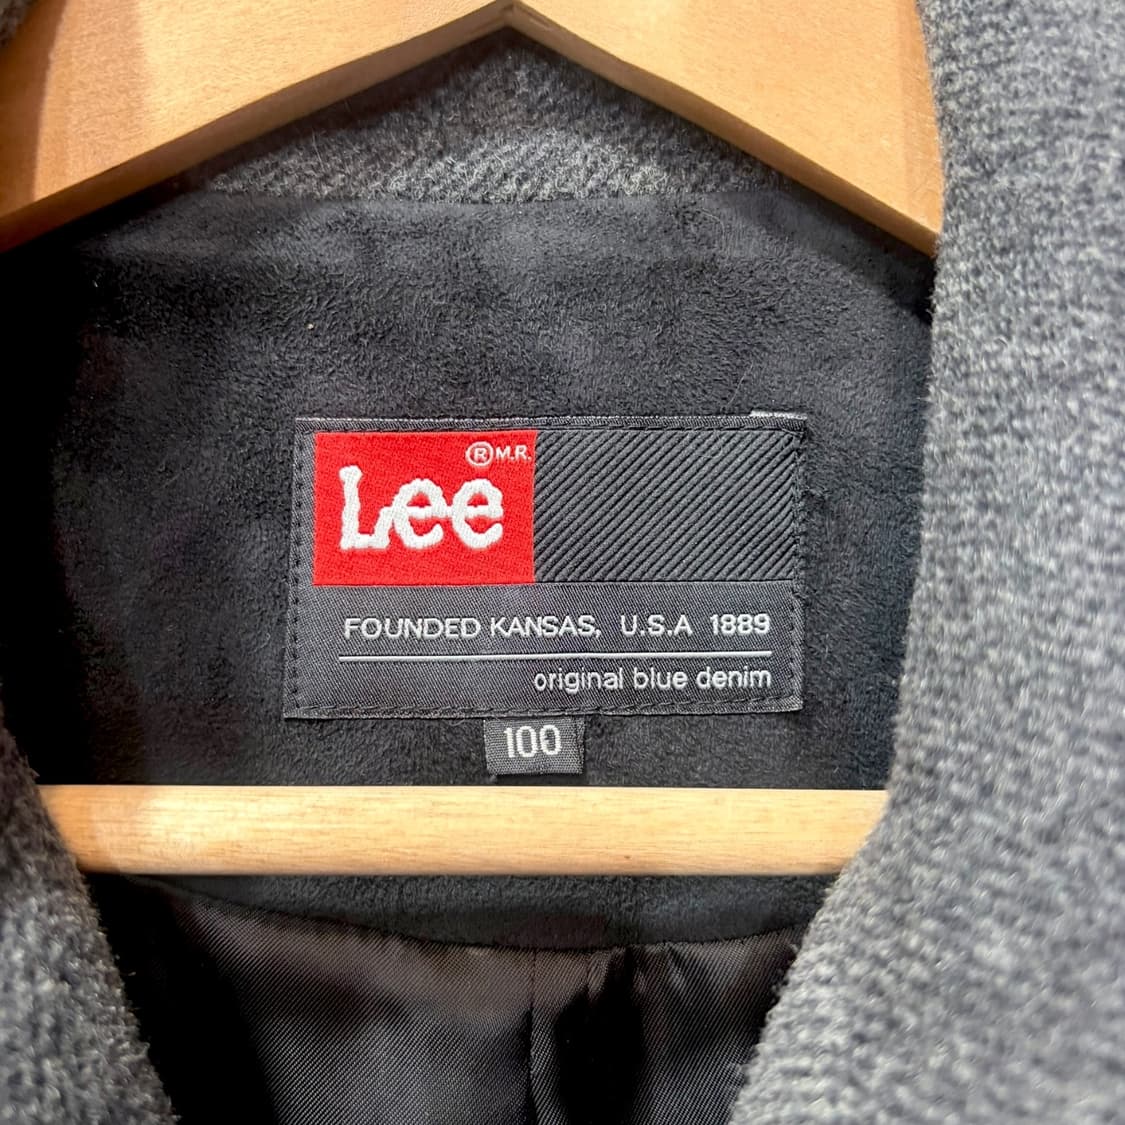 ® M.R.
Lee
FOUNDED KANSAS, U.S.A 1889
original blue denim
100